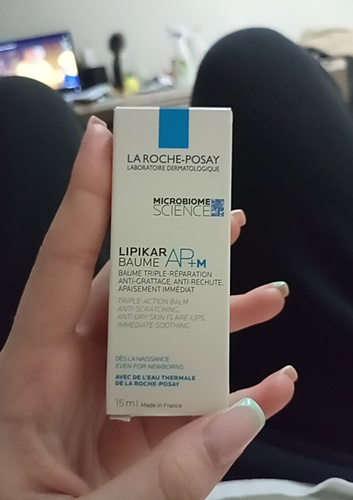 LA ROCHE-POSAY
LABORATOIRE DERMATOLOGIQUE
MICROBIOME
SCIENCE
LIPIKAR
BAUME AP+M
BAUME TRIPLE-RÉPARATION
ANTI-GRATTAGE, ANTI-RECHUTE,
APAISEMENT IMMÉDIAT
TRIPLE-ACTION BALM
ANTI-SCRATCHING,
ANTI-DRY SKIN FLARE-UPS,
IMMEDIATE SOOTHING
DÈS LA NAISSANCE
EVEN FOR NEWBORNS
AVEC DE L'EAU THERMALE
DE LA ROCHE-POSAY
15 ml Made in France